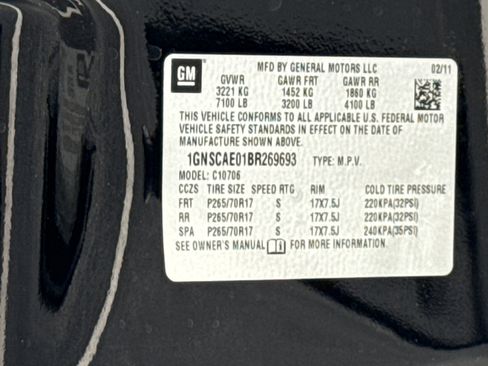 GM
MFD BY GENERAL MOTORS LLC 02/11
GVWR GAWR FRT GAWR RR
3221 KG 1452 KG 1860 KG
7100 LB 3200 LB 4100 LB
THIS VEHICLE CONFORMS TO ALL APPLICABLE U.S. FEDERAL MOTOR
VEHICLE SAFETY STANDARDS IN EFFECT ON THE DATE OF
MANUFACTURE SHOWN ABOVE.
1GNSCAE01BR269693 TYPE: M.P.V.
MODEL: C10706
CCZS TIRE SIZE SPEED RTG RIM COLD TIRE PRESSURE
FRT P265/70R17 S 17X7.5J 220KPA(32PSI)
RR P265/70R17 S 17X7.5J 220KPA(32PSI)
SPA P265/70R17 S 17X7.5J 240KPA(35PSI)
SEE OWNER'S MANUAL FOR MORE INFORMATION.